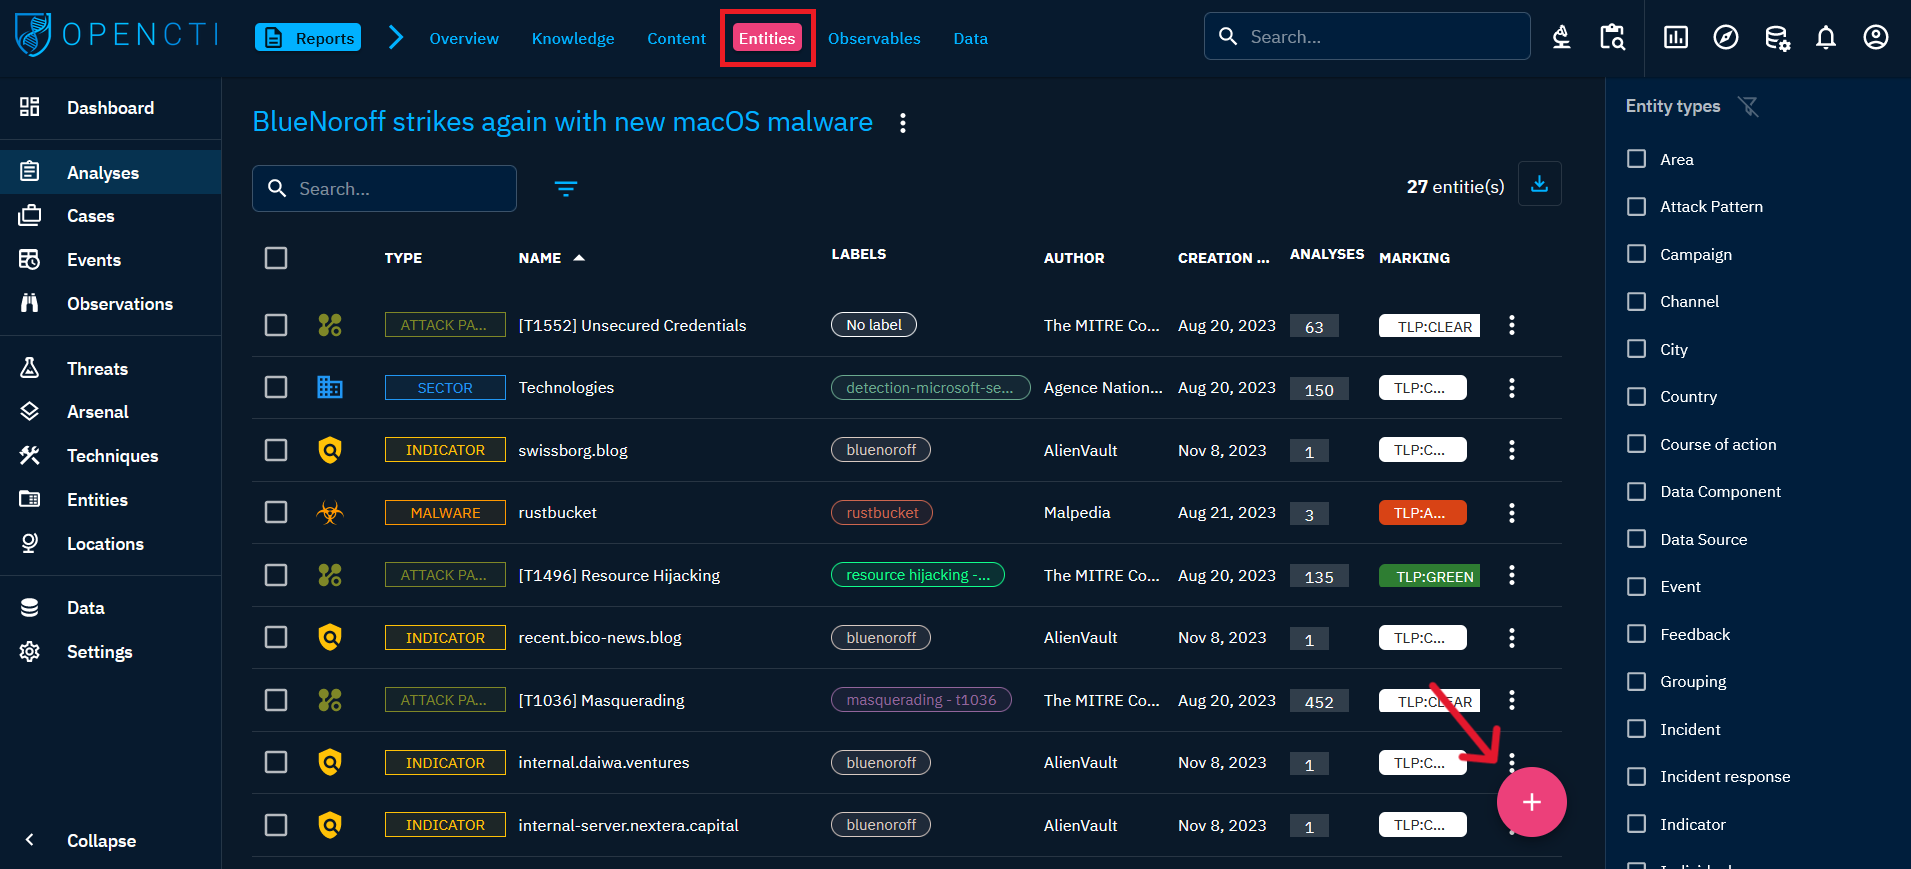 OPENCTI
Reports
Overview
Knowledge
Content
Entities
Observables
Data
Search...
Dashboard
Analyses
Cases
Events
Observations
Threats
Arsenal
Techniques
Entities
Locations
Data
Settings
Collapse
BlueNoroff strikes again with new macOS malware
Search...
27 entitie(s)
TYPE NAME LABELS AUTHOR CREATION ... ANALYSES MARKING
ATTACK PA... [T1552] Unsecured Credentials No label The MITRE Co... Aug 20, 2023 63 TLP:CLEAR
SECTOR Technologies detection-microsoft-se... Agence Nation... Aug 20, 2023 150 TLP:C...
INDICATOR swissborg.blog bluenoroff AlienVault Nov 8, 2023 1 TLP:C...
MALWARE rustbucket rustbucket Malpedia Aug 21, 2023 3 TLP:A...
ATTACK PA... [T1496] Resource Hijacking resource hijacking -... The MITRE Co... Aug 20, 2023 135 TLP:GREEN
INDICATOR recent.bico-news.blog bluenoroff AlienVault Nov 8, 2023 1 TLP:C...
ATTACK PA... [T1036] Masquerading masquerading - t1036 The MITRE Co... Aug 20, 2023 452 TLP:CLEAR
INDICATOR internal.daiwa.ventures bluenoroff AlienVault Nov 8, 2023 1 TLP:C...
INDICATOR internal-server.nextera.capital bluenoroff AlienVault Nov 8, 2023 1 TLP:C...
Entity types
Area
Attack Pattern
Campaign
Channel
City
Country
Course of action
Data Component
Data Source
Event
Feedback
Grouping
Incident
Incident response
Indicator